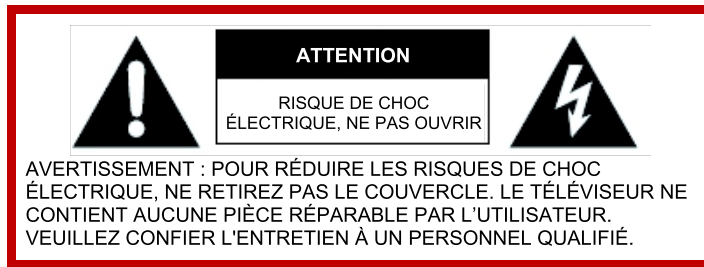 ATTENTION
RISQUE DE CHOC
ÉLECTRIQUE, NE PAS OUVRIR
AVERTISSEMENT : POUR RÉDUIRE LES RISQUES DE CHOC
ÉLECTRIQUE, NE RETIREZ PAS LE COUVERCLE. LE TÉLÉVISEUR NE
CONTIENT AUCUNE PIÈCE RÉPARABLE PAR L’UTILISATEUR.
VEUILLEZ CONFIER L'ENTRETIEN À UN PERSONNEL QUALIFIÉ.